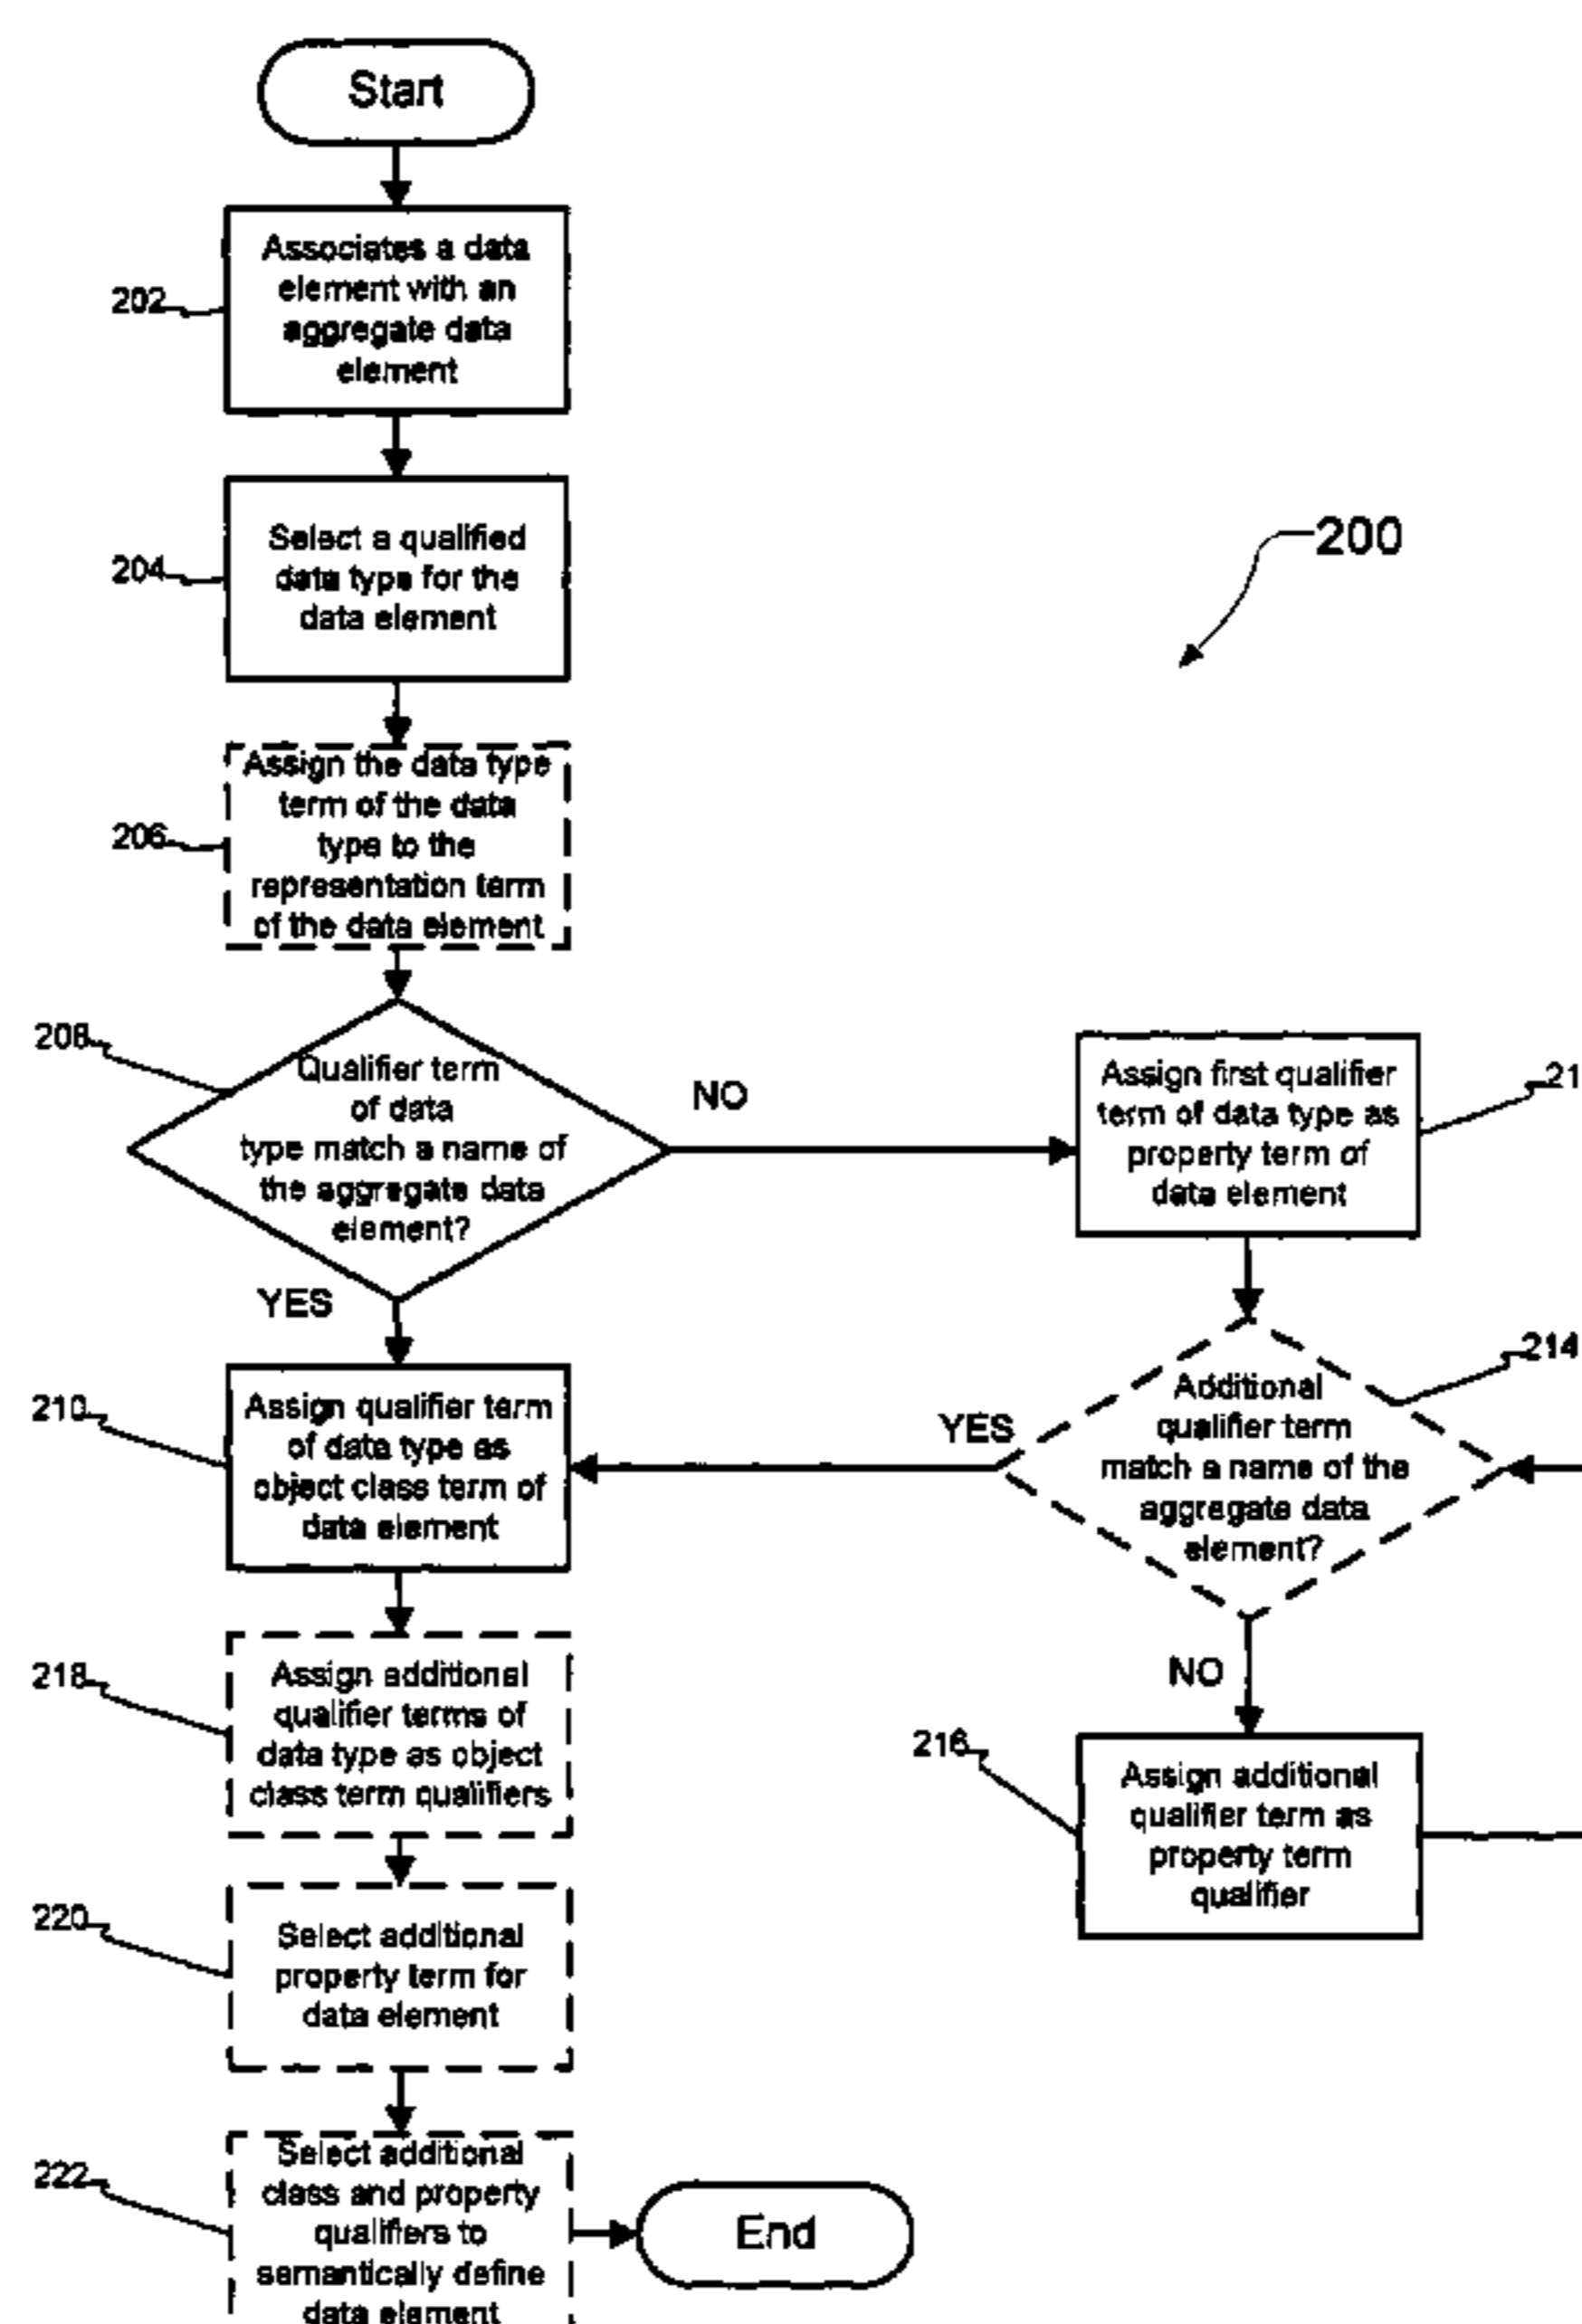 Start
202
Associates a data
element with an
aggregate data
element
204
Select a qualified
data type for the
data element
200
206
Assign the data type
term of the data
type to the
representation term
of the data element
208
Qualifier term
of data
type match a name of
the aggregate data
element?
NO
YES
Assign first qualifier
term of data type as
property term of
data element
21
214
Additional
qualifier term
match a name of the
aggregate data
element?
YES
NO
210
Assign qualifier term
of data type as
object class term of
data element
218
Assign additional
qualifier terms of
data type as object
class term qualifiers
216
Assign additional
qualifier term as
property term
qualifier
220
Select additional
property term for
data element
222
Select additional
class and property
qualifiers to
semantically define
data element
End